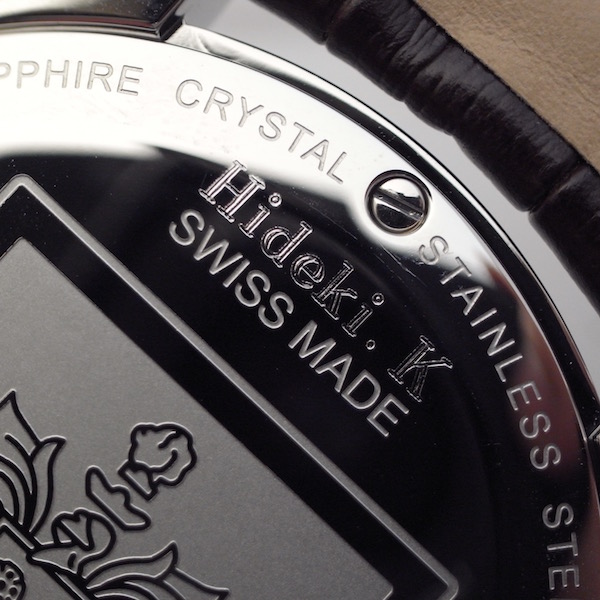 PPHIRE CRYSTAL
STAINLESS STE
Hideki. K
SWISS MADE